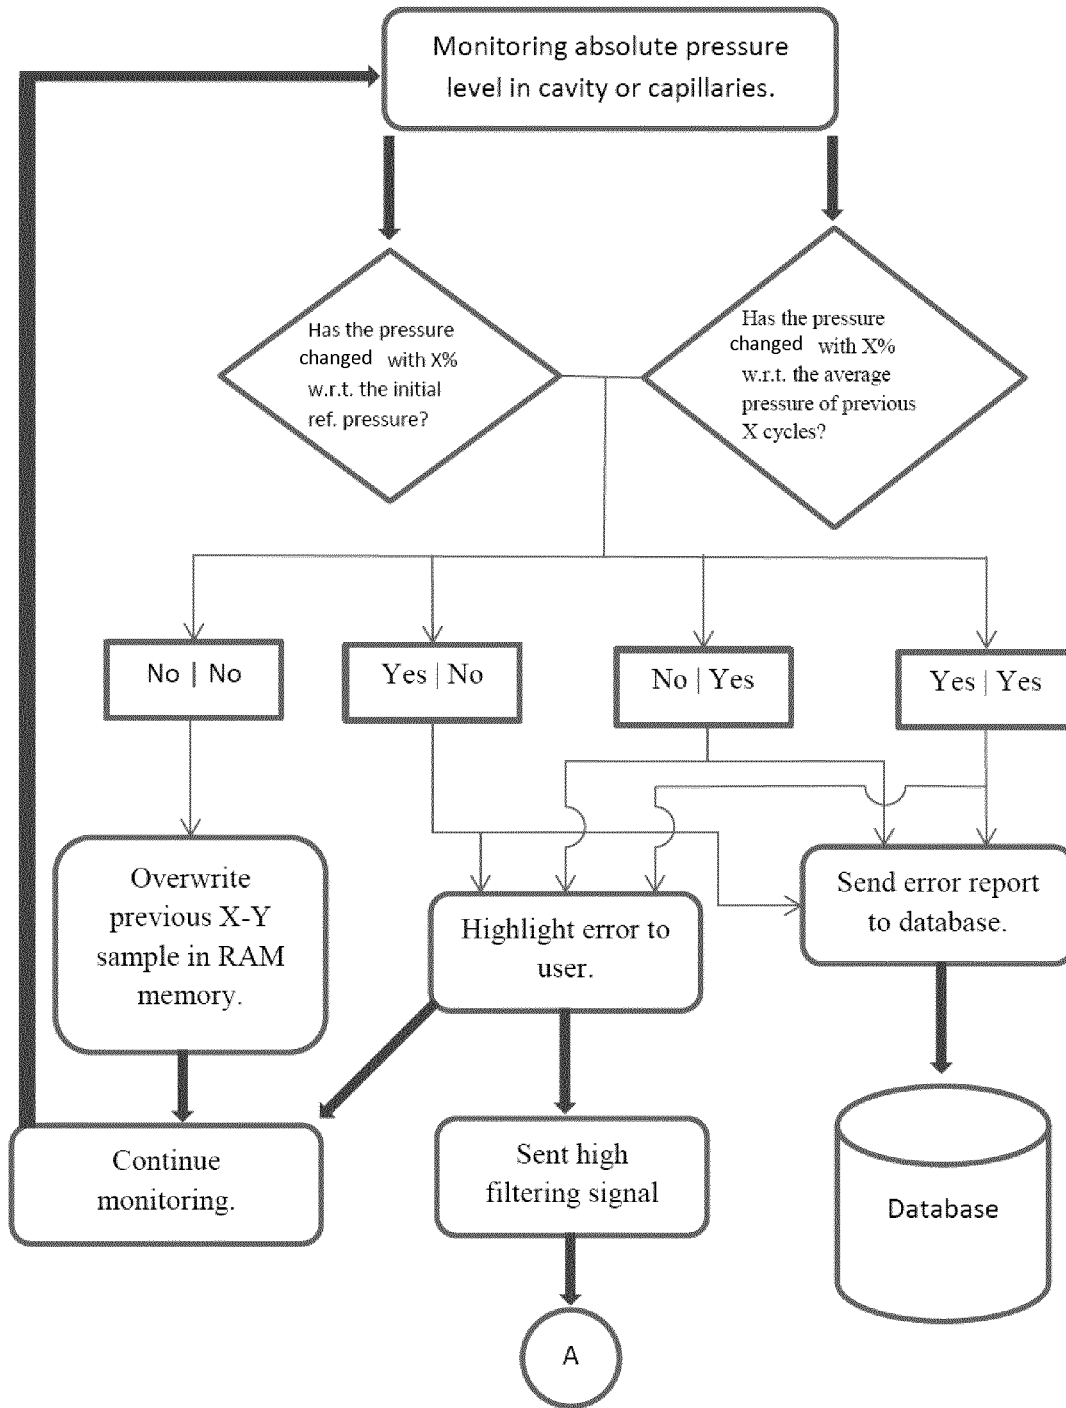 Monitoring absolute pressure
level in cavity or capillaries.
Has the pressure
changed with X%
w.r.t. the initial
ref. pressure?
Has the pressure
changed with X%
w.r.t. the average
pressure of previous
X cycles?
No | No
Yes | No
No | Yes
Yes | Yes
Overwrite
previous X-Y
sample in RAM
memory.
Highlight error to
user.
Send error report
to database.
Continue
monitoring.
Sent high
filtering signal
Database
A